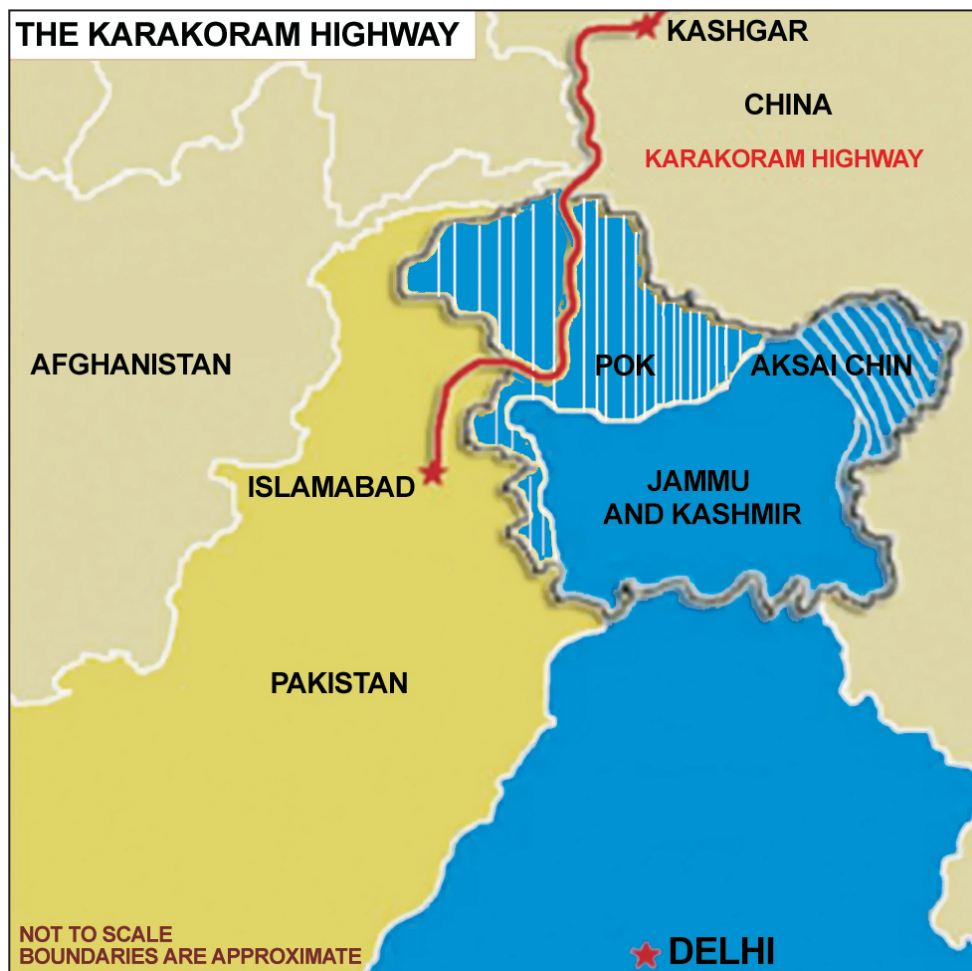 THE KARAKORAM HIGHWAY
KASHGAR
CHINA
KARAKORAM HIGHWAY
AFGHANISTAN
POK
AKSAI CHIN
ISLAMABAD
JAMMU
AND KASHMIR
PAKISTAN
NOT TO SCALE
BOUNDARIES ARE APPROXIMATE
DELHI